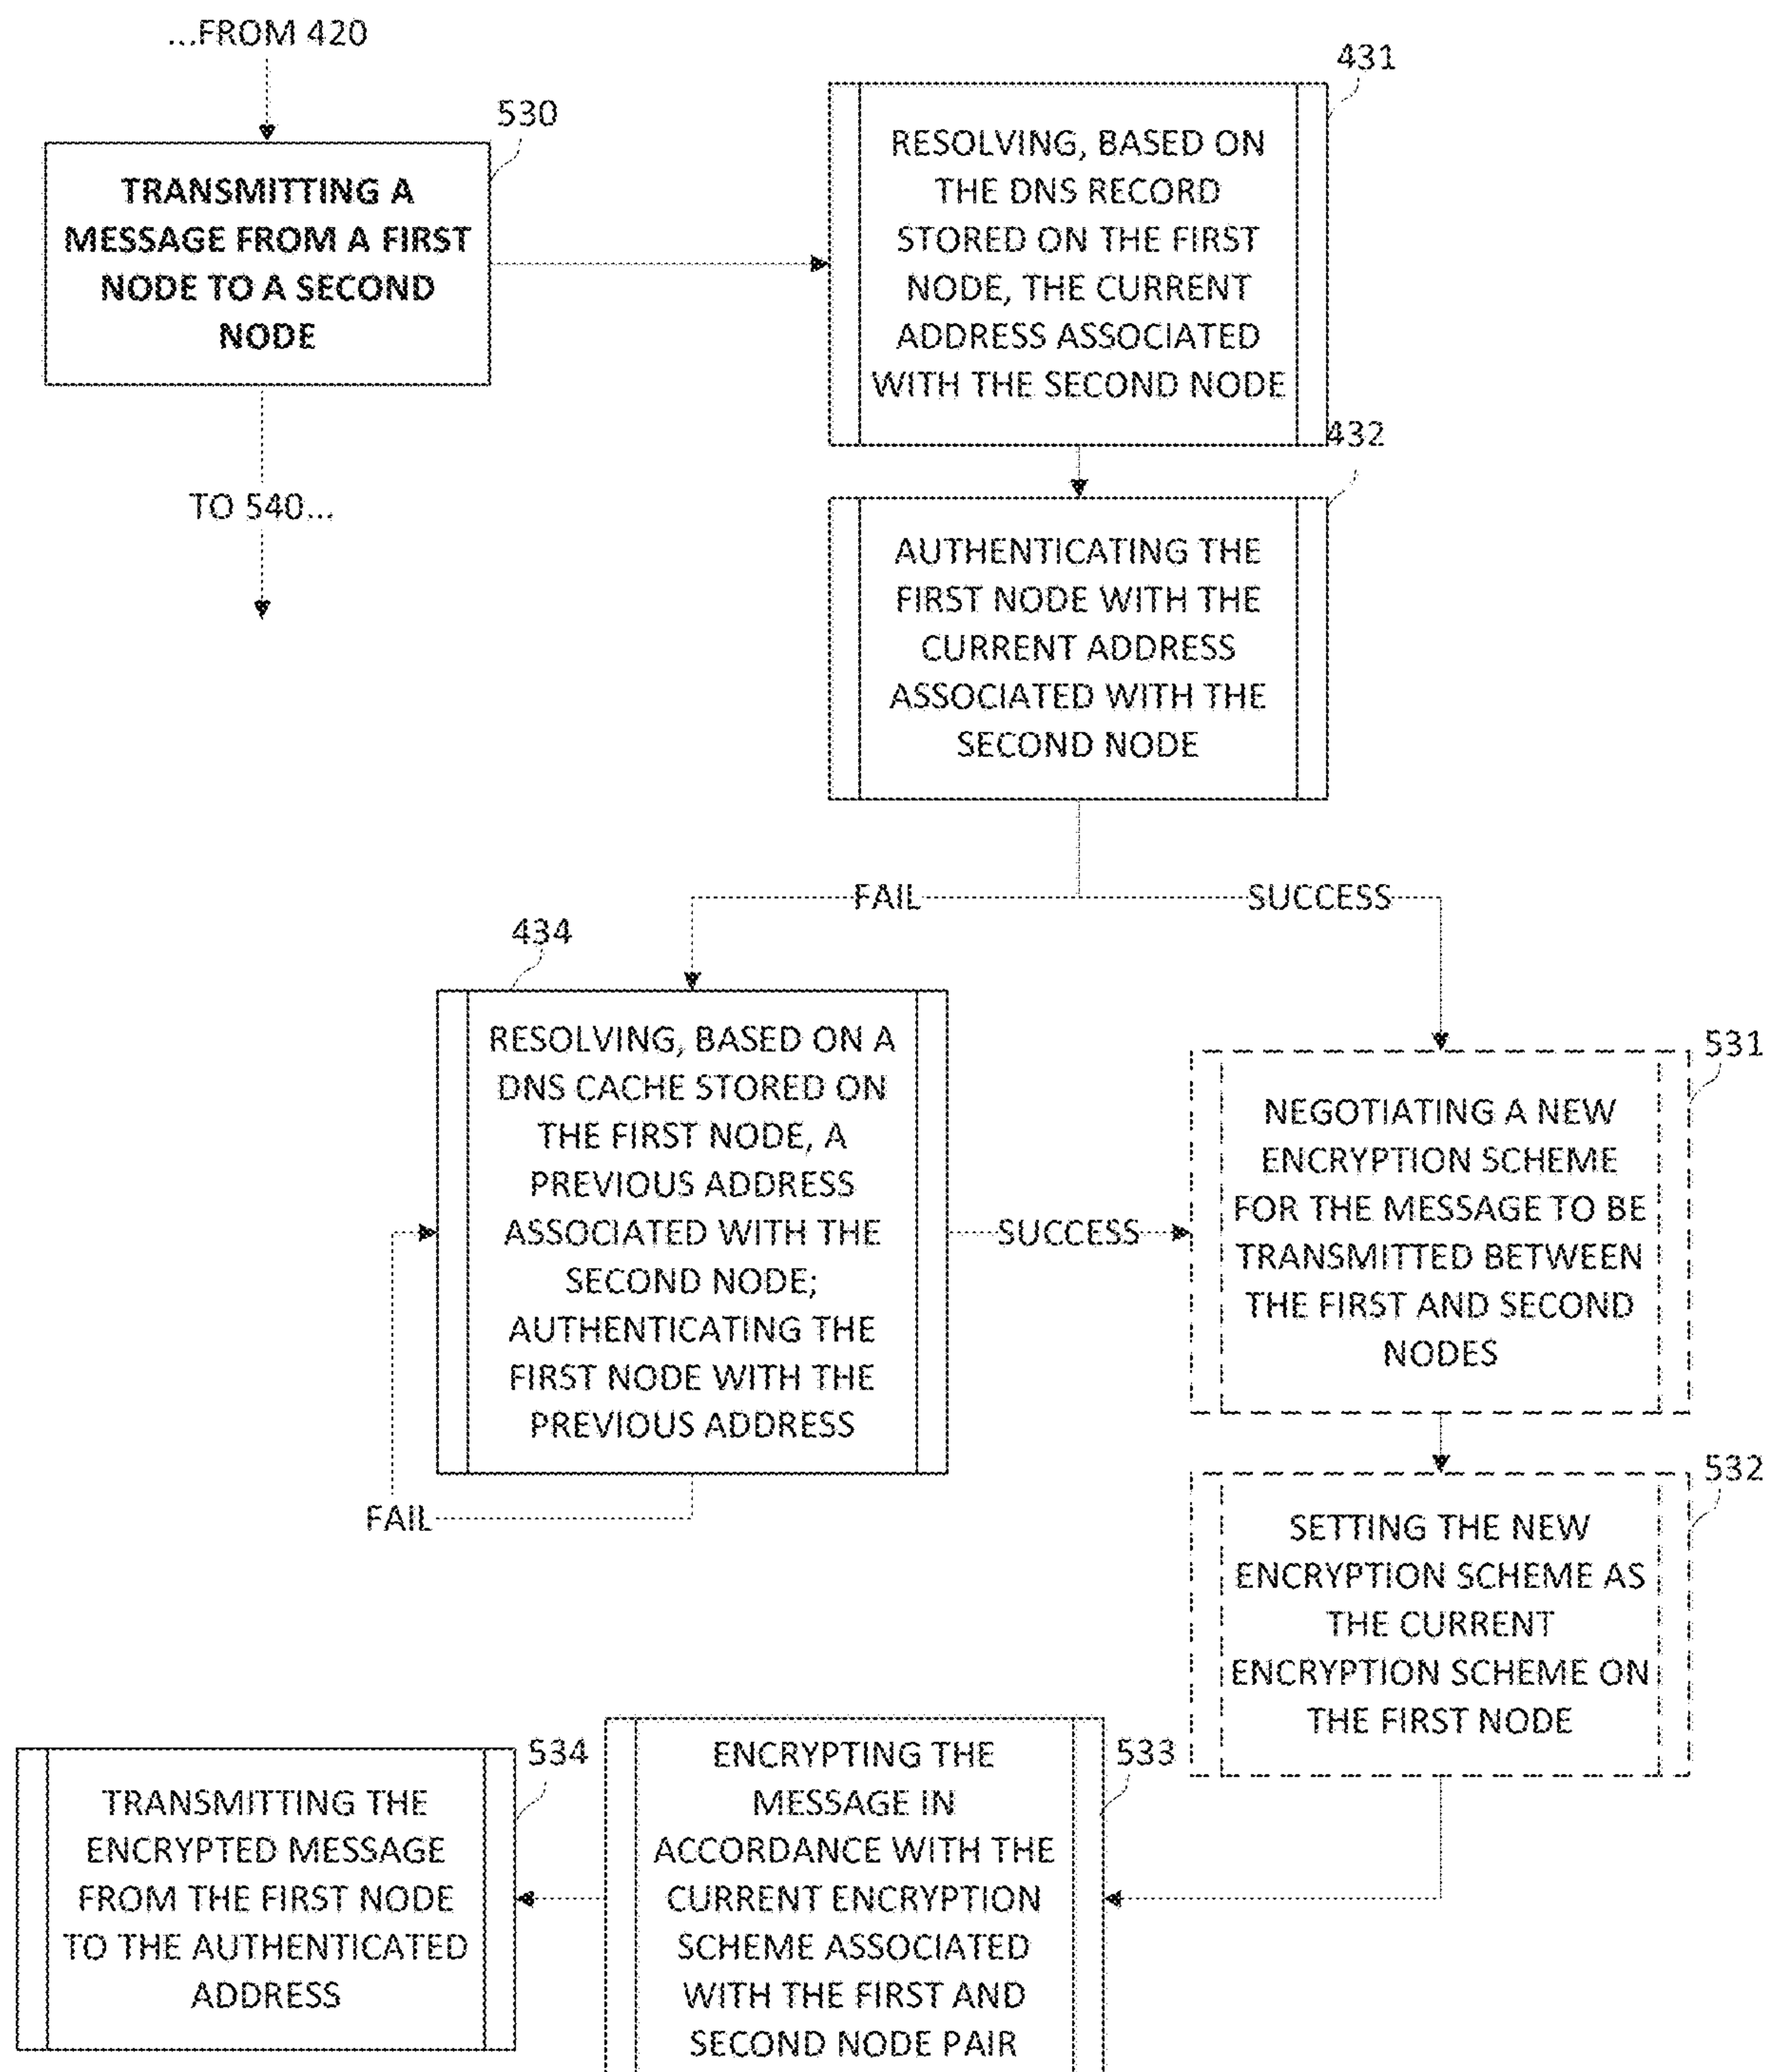 ...FROM 420
530
TRANSMITTING A
MESSAGE FROM A FIRST
NODE TO A SECOND
NODE
TO 540...
431
RESOLVING, BASED ON
THE DNS RECORD
STORED ON THE FIRST
NODE, THE CURRENT
ADDRESS ASSOCIATED
WITH THE SECOND NODE
432
AUTHENTICATING THE
FIRST NODE WITH THE
CURRENT ADDRESS
ASSOCIATED WITH THE
SECOND NODE
FAIL
SUCCESS
434
RESOLVING, BASED ON A
DNS CACHE STORED ON
THE FIRST NODE, A
PREVIOUS ADDRESS
ASSOCIATED WITH THE
SECOND NODE;
AUTHENTICATING THE
FIRST NODE WITH THE
PREVIOUS ADDRESS
FAIL
SUCCESS
531
NEGOTIATING A NEW
ENCRYPTION SCHEME
FOR THE MESSAGE TO BE
TRANSMITTED BETWEEN
THE FIRST AND SECOND
NODES
532
SETTING THE NEW
ENCRYPTION SCHEME AS
THE CURRENT
ENCRYPTION SCHEME ON
THE FIRST NODE
533
ENCRYPTING THE
MESSAGE IN
ACCORDANCE WITH THE
CURRENT ENCRYPTION
SCHEME ASSOCIATED
WITH THE FIRST AND
SECOND NODE PAIR
534
TRANSMITTING THE
ENCRYPTED MESSAGE
FROM THE FIRST NODE
TO THE AUTHENTICATED
ADDRESS